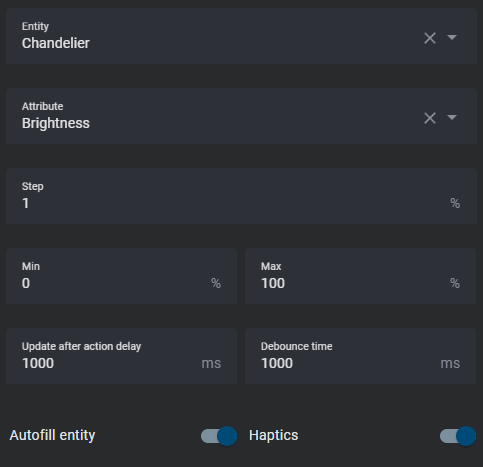 Entity
Chandelier
Attribute
Brightness
Step
1 %
Min
0 %
Max
100 %
Update after action delay
1000 ms
Debounce time
1000 ms
Autofill entity
Haptics